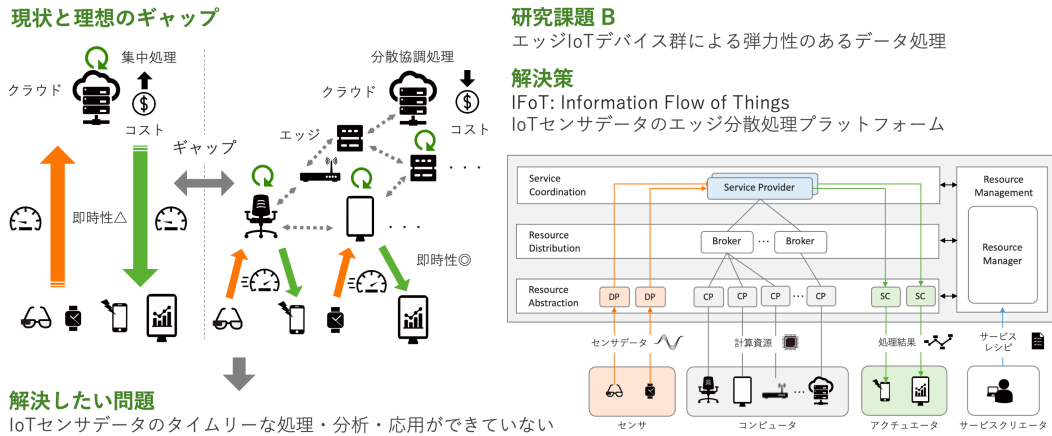 現状と理想のギャップ
集中処理
クラウド
コスト
即時性△
ギャップ
分散協調処理
クラウド
コスト
エッジ
・・・
・・・
即時性◎
解決したい問題
IoTセンサデータのタイムリーな処理・分析・応用ができていない
研究課題 B
エッジIoTデバイス群による弾力性のあるデータ処理
解決策
IFoT: Information Flow of Things
IoTセンサデータのエッジ分散処理プラットフォーム
Service
Coordination
Service Provider
Resource
Management
Resource
Distribution
Broker
...
Broker
Resource
Manager
Resource
Abstraction
DP
DP
CP
CP
CP
...
CP
SC
SC
センサデータ
計算資源
処理結果
サービス
レシピ
...
センサ
コンピュータ
アクチュエータ
サービスクリエータ